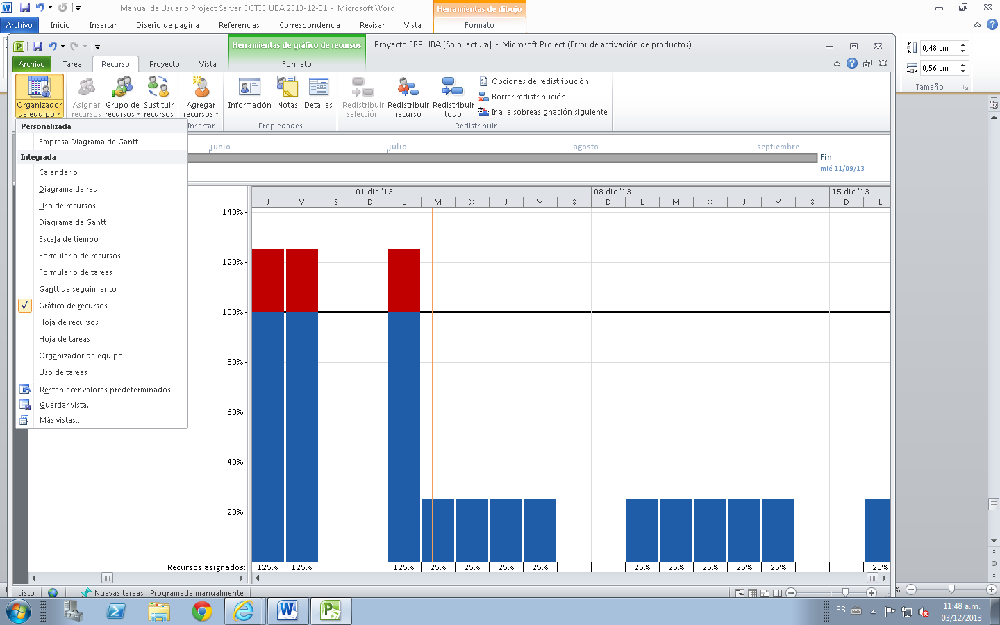 Manual de Usuario Project Server CGTIC UBA 2013-12-31 - Microsoft Word
Herramientas de dibujo
Archivo Inicio Insertar Diseño de página Referencias Correspondencia Revisar Vista Formato
Herramientas de gráfico de recursos
Proyecto ERP UBA [Sólo lectura] - Microsoft Project (Error de activación de productos)
0,48 cm
0,56 cm
Tamaño
Archivo Tarea Recurso Proyecto Vista Formato
Organizador de equipo
Asignar recursos
Grupo de recursos
Sustituir recursos
Agregar recursos
Información
Notas
Detalles
Redistribuir selección
Redistribuir recurso
Redistribuir todo
Opciones de redistribución
Borrar redistribución
Ir a la sobreasignación siguiente
Insertar
Propiedades
Redistribuir
Personalizada
Empresa Diagrama de Gantt
Integrada
Calendario
Diagrama de red
Uso de recursos
Diagrama de Gantt
Escala de tiempo
Formulario de recursos
Formulario de tareas
Gantt de seguimiento
Gráfico de recursos
Hoja de recursos
Hoja de tareas
Organizador de equipo
Uso de tareas
Restablecer valores predeterminados
Guardar vista...
Más vistas...
junio julio agosto septiembre
Fin
mié 11/09/13
01 dic '13 08 dic '13 15 dic '13
J V S D L M X J V S D L M X J V S D L
140%
120%
100%
80%
60%
40%
20%
Recursos asignados: 125% 125% 125% 25% 25% 25% 25% 25% 25% 25% 25% 25% 25%
Listo
Nuevas tareas : Programada manualmente
%
ES
11:48 a.m.
03/12/2013